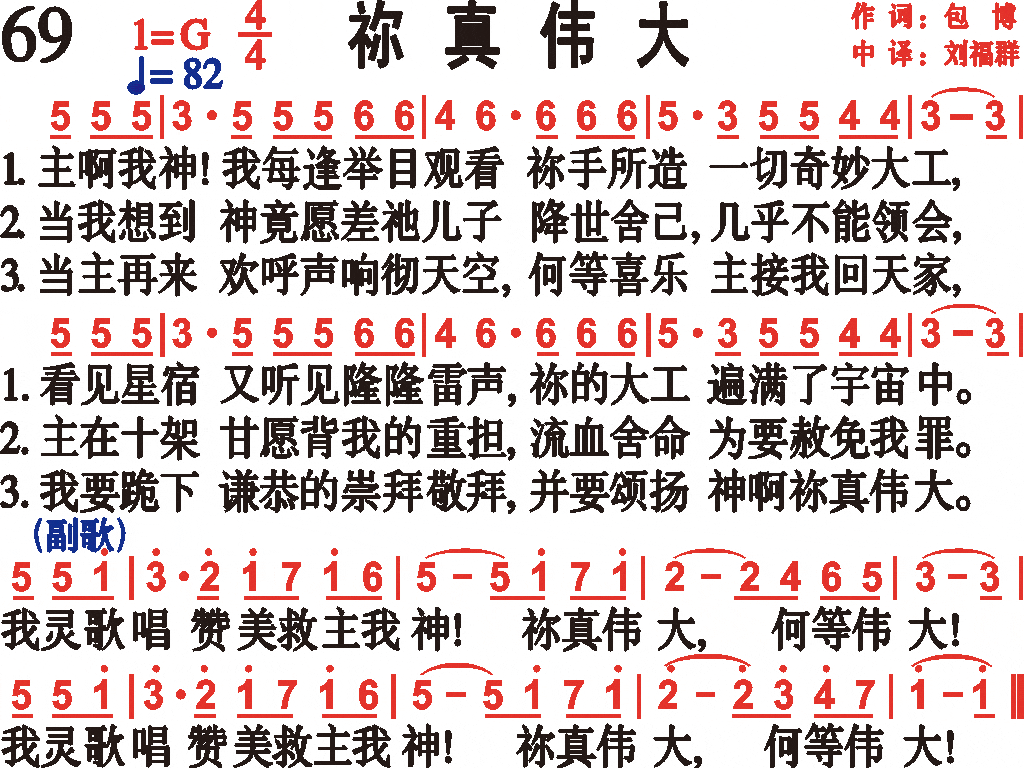 69 1=G 4/4 祢真伟大 作词：包 博
♩=82 中译：刘福群
5 5 5|3·5 5 5 6 6|4 6·6 6 6|5·3 5 5 4 4|3–3|
1. 主啊我神! 我每逢举目观看 祢手所造 一切奇妙大工,
2. 当我想到 神竟愿差祂儿子 降世舍己, 几乎不能领会,
3. 当主再来 欢呼声响彻天空, 何等喜乐 主接我回天家,
5 5 5|3·5 5 5 6 6|4 6·6 6 6|5·3 5 5 4 4|3–3|
1. 看见星宿 又听见隆隆雷声, 祢的大工 遍满了宇宙中。
2. 主在十架 甘愿背我的重担, 流血舍命 为要赦免我罪。
3. 我要跪下 谦恭的崇拜敬拜, 并要颂扬 神啊祢真伟大。
(副歌)
5 5 i|3·2 i 7 i 6|5–5 i 7 i|2–2 4 6 5|3–3|
我灵歌唱 赞美救主我神! 祢真伟大, 何等伟大!
5 5 i|3·2 i 7 i 6|5–5 i 7 i|2–2 3 4 7|i–i‖
我灵歌唱 赞美救主我神! 祢真伟大, 何等伟大!